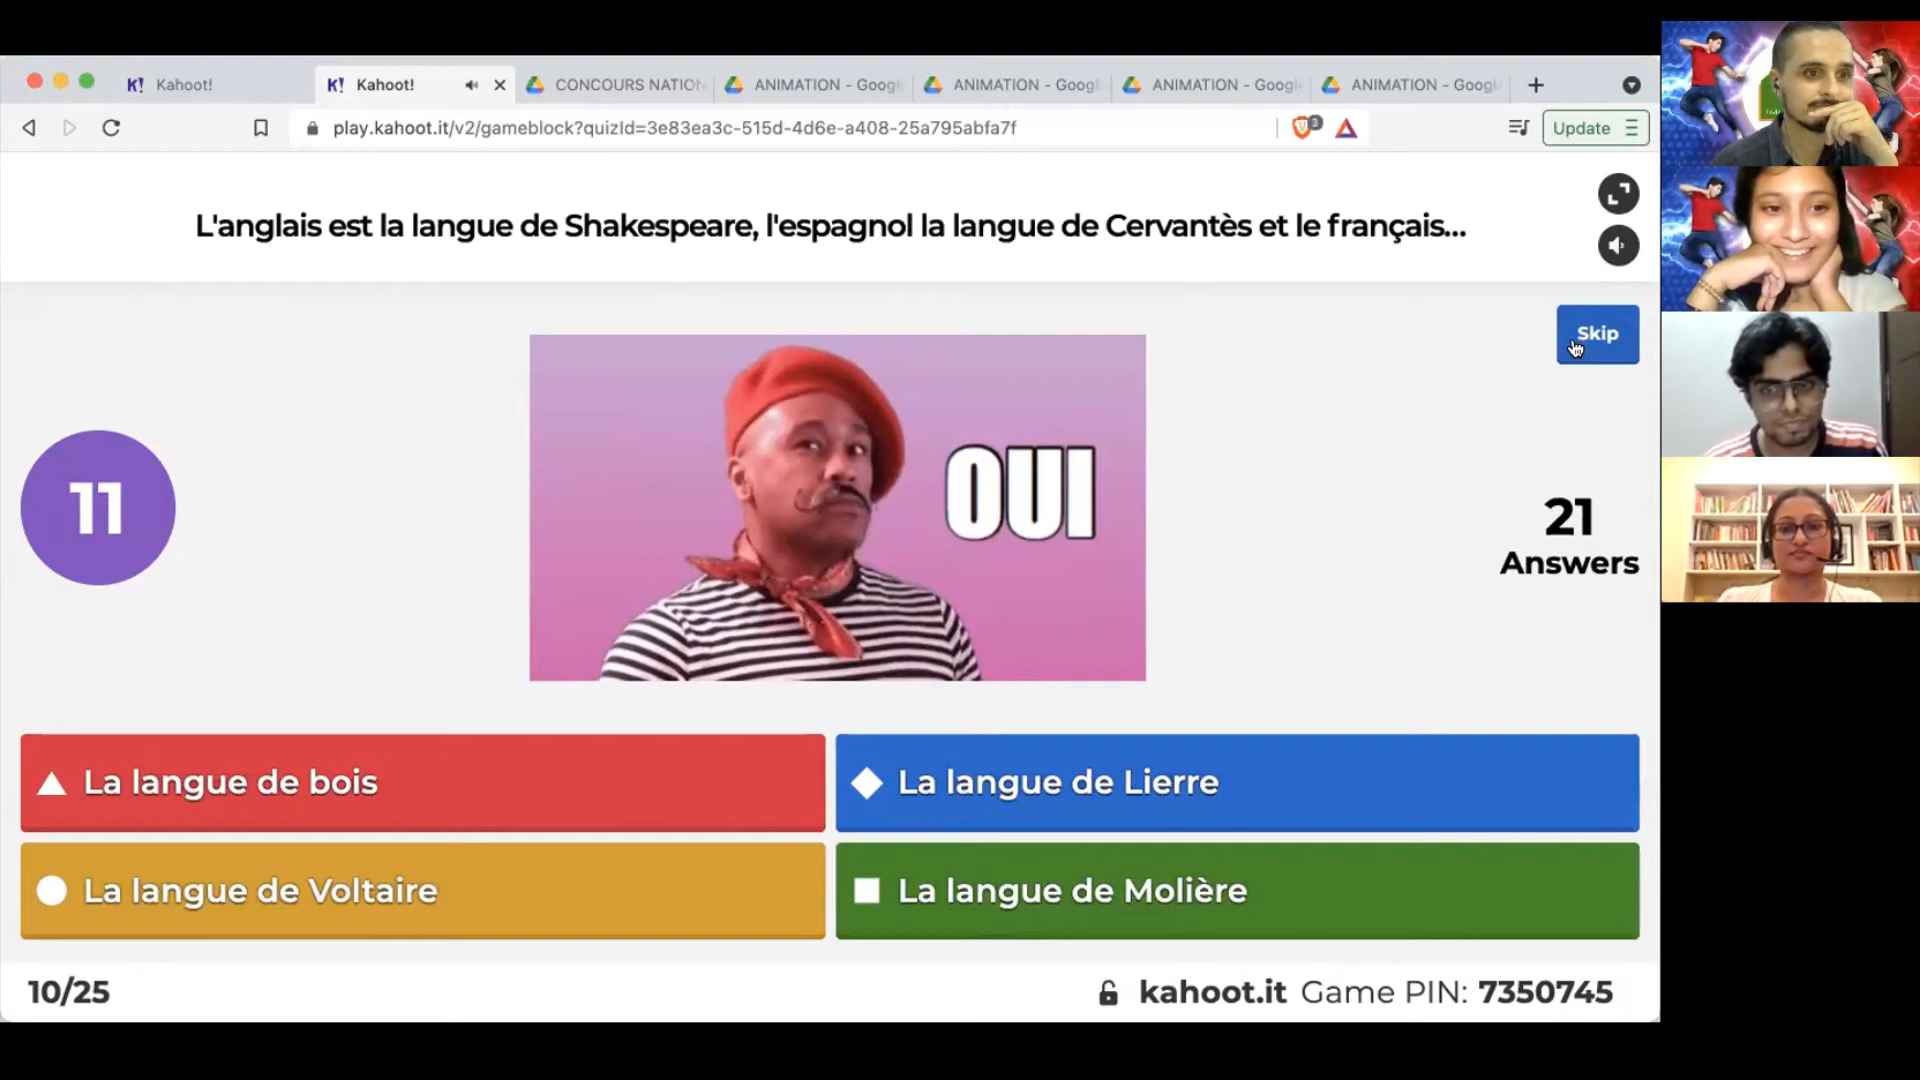 Kahoot!
Kahoot!
CONCOURS NATION
ANIMATION - Googl
ANIMATION - Googl
ANIMATION - Googl
ANIMATION - Googl
play.kahoot.it/v2/gameblock?quizId=3e83ea3c-515d-4d6e-a408-25a795abfa7f
3
Update
L'anglais est la langue de Shakespeare, l'espagnol la langue de Cervantès et le français...
Skip
OUI
11
21
Answers
La langue de bois
La langue de Lierre
La langue de Voltaire
La langue de Molière
10/25
kahoot.it Game PIN: 7350745